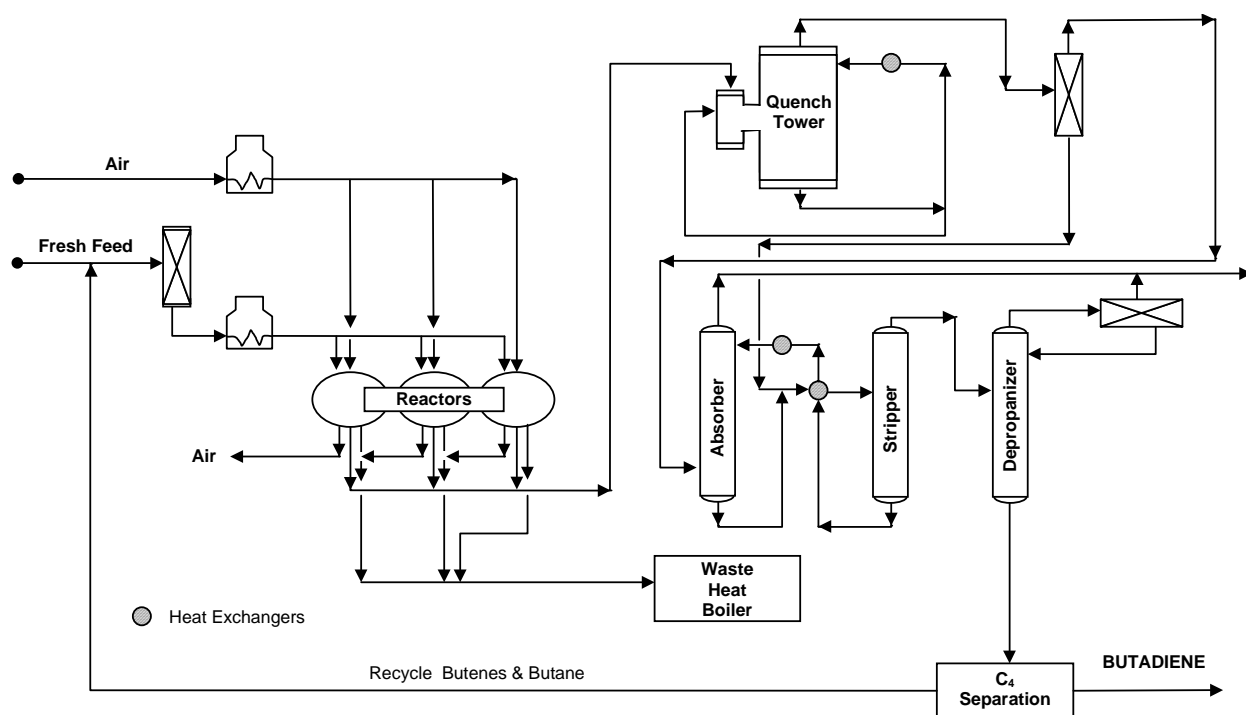 Quench
Tower
Air
Fresh Feed
Reactors
Absorber
Stripper
Depropanizer
Air
Waste
Heat
Boiler
Heat Exchangers
Recycle Butenes & Butane
C₄
Separation
BUTADIENE